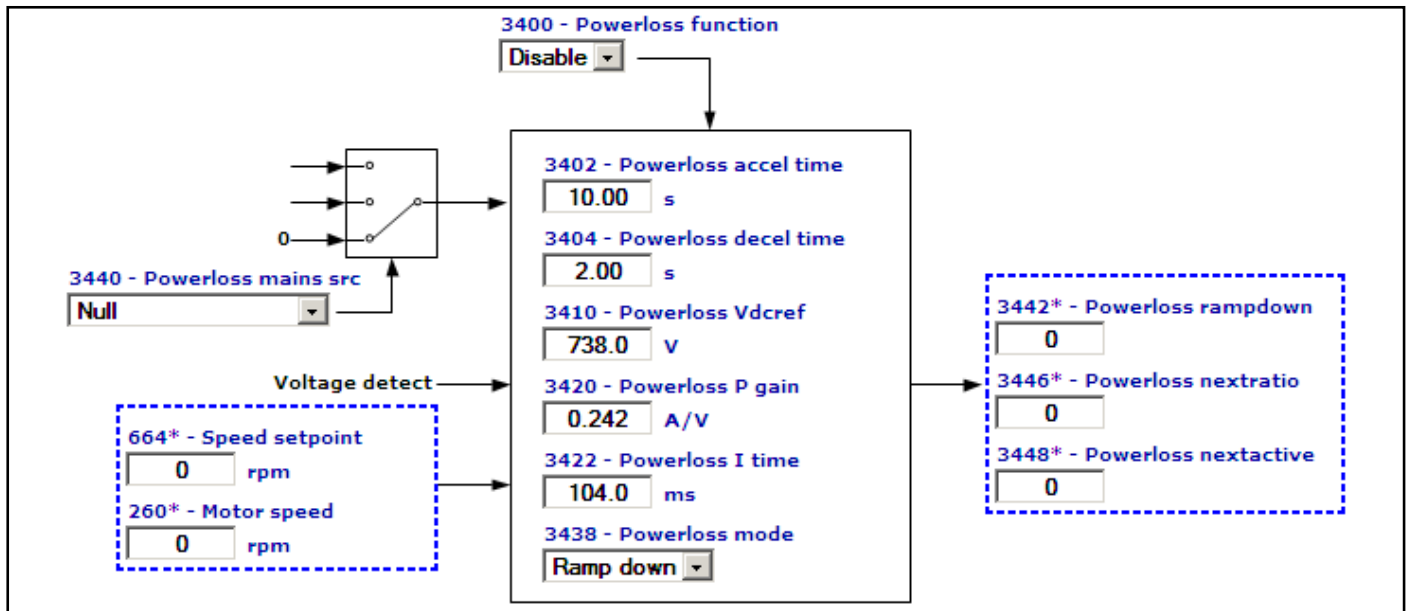 3400 - Powerloss function
Disable
3402 - Powerloss accel time
10.00 s
3404 - Powerloss decel time
2.00 s
0
3440 - Powerloss mains src
Null
3410 - Powerloss Vdcref
738.0 V
Voltage detect
3420 - Powerloss P gain
0.242 A/V
664* - Speed setpoint
0 rpm
3422 - Powerloss I time
104.0 ms
260* - Motor speed
0 rpm
3438 - Powerloss mode
Ramp down
3442* - Powerloss rampdown
0
3446* - Powerloss nextratio
0
3448* - Powerloss nextactive
0